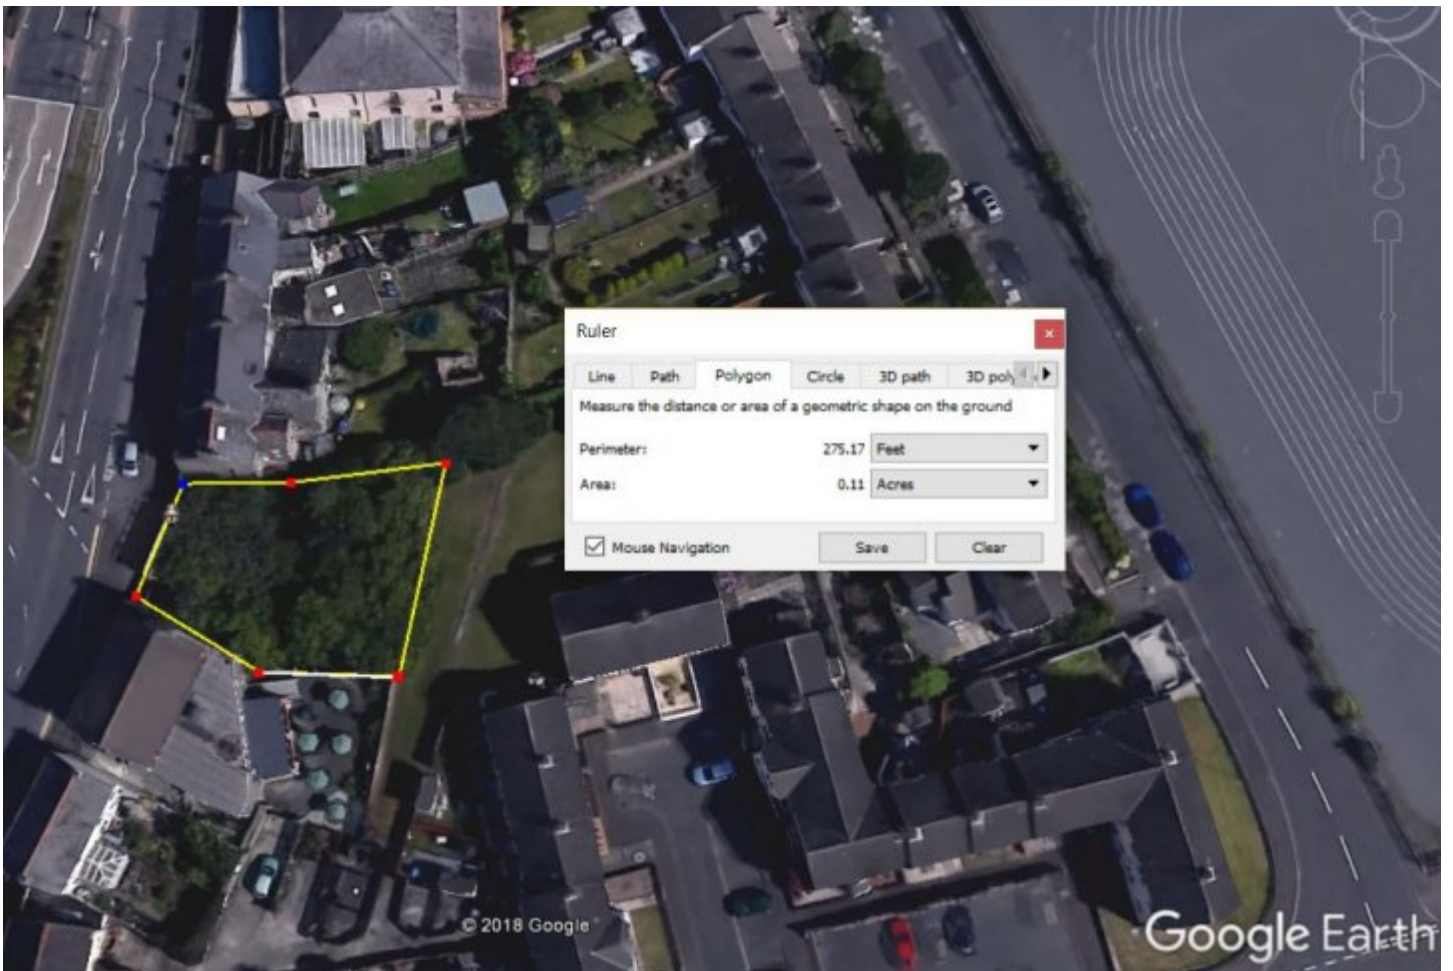 Ruler
Line Path Polygon Circle 3D path
Measure the distance or area of a geometric shape on the ground
Perimeter: 275.17 Feet
Area: 0.11 Acres
Mouse Navigation Save Clear
© 2018 Google
Google Earth